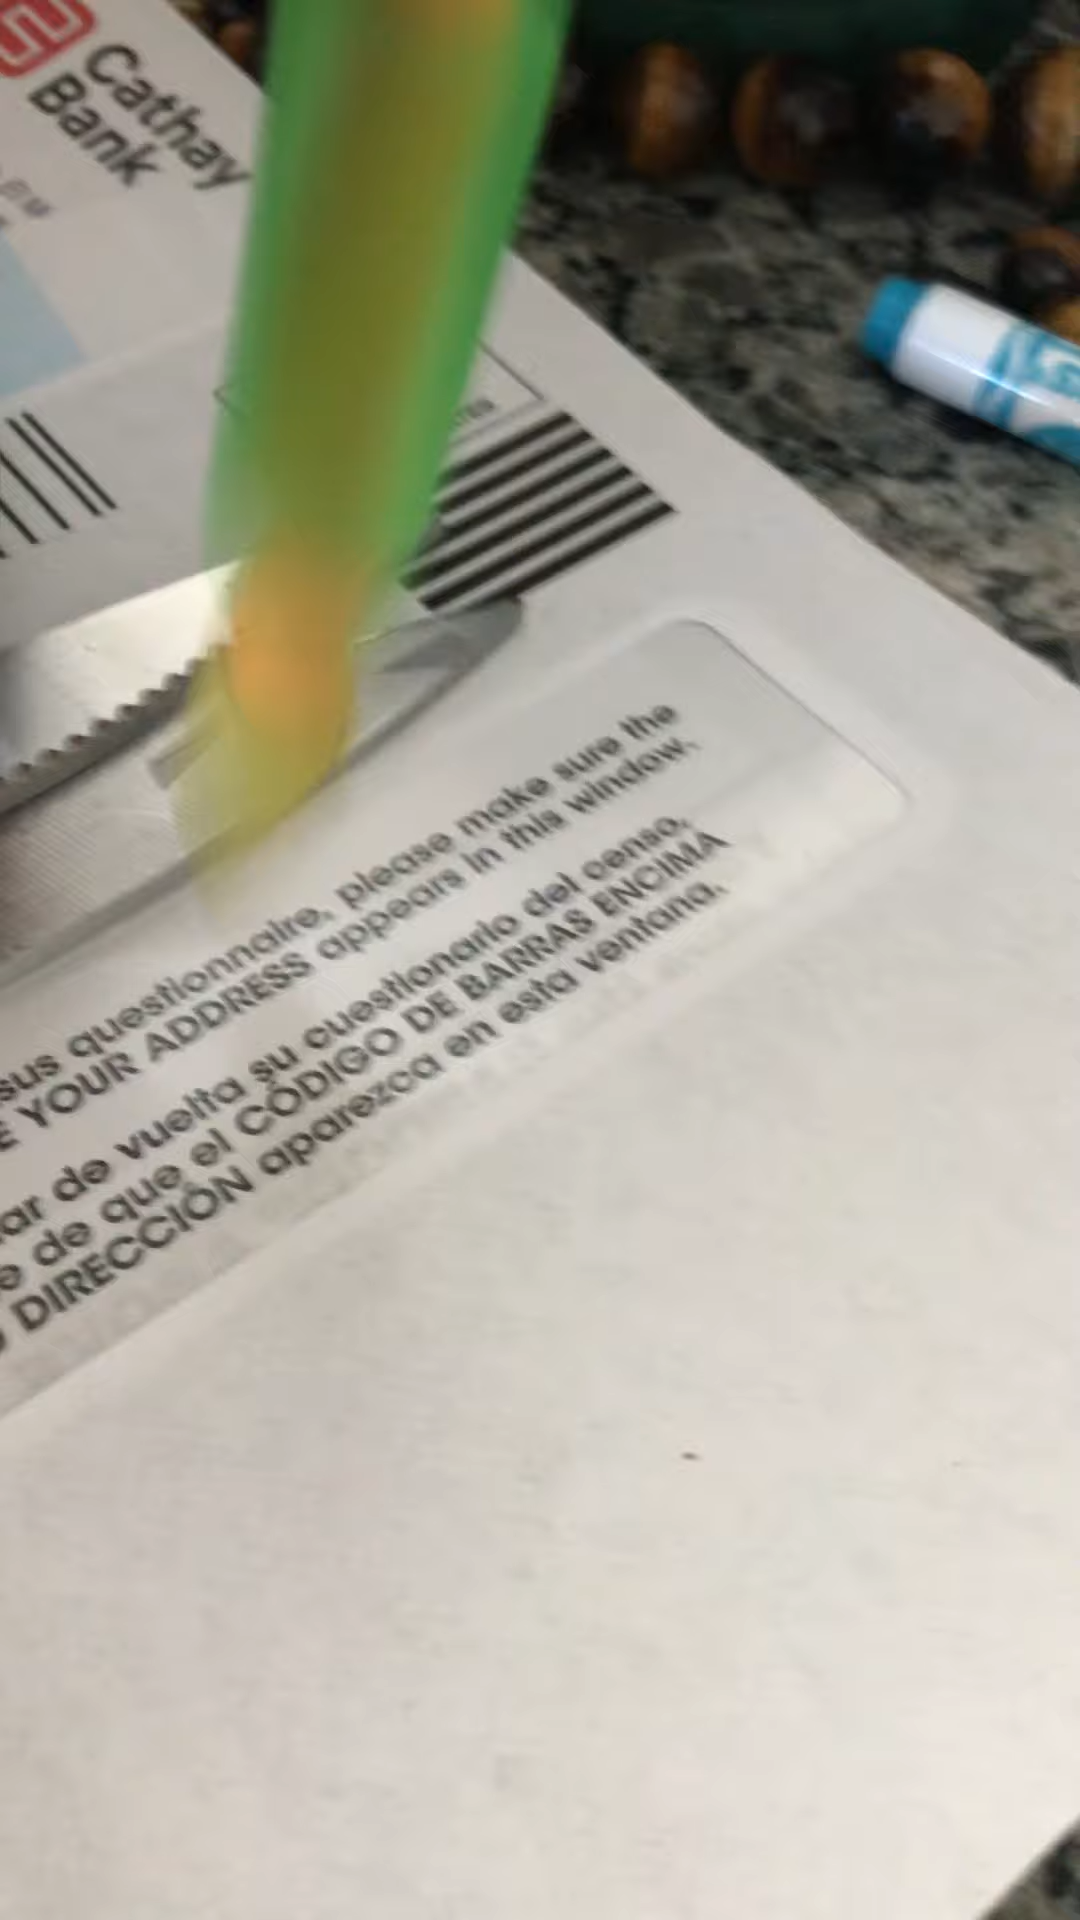 Cathay
Bank
sus questionnaire, please make sure the
E YOUR ADDRESS appears in this window.
ar de vuelta su cuestionario del censo,
e de que el CÓDIGO DE BARRAS ENCIMA
DIRECCIÓN aparezca en esta ventana.